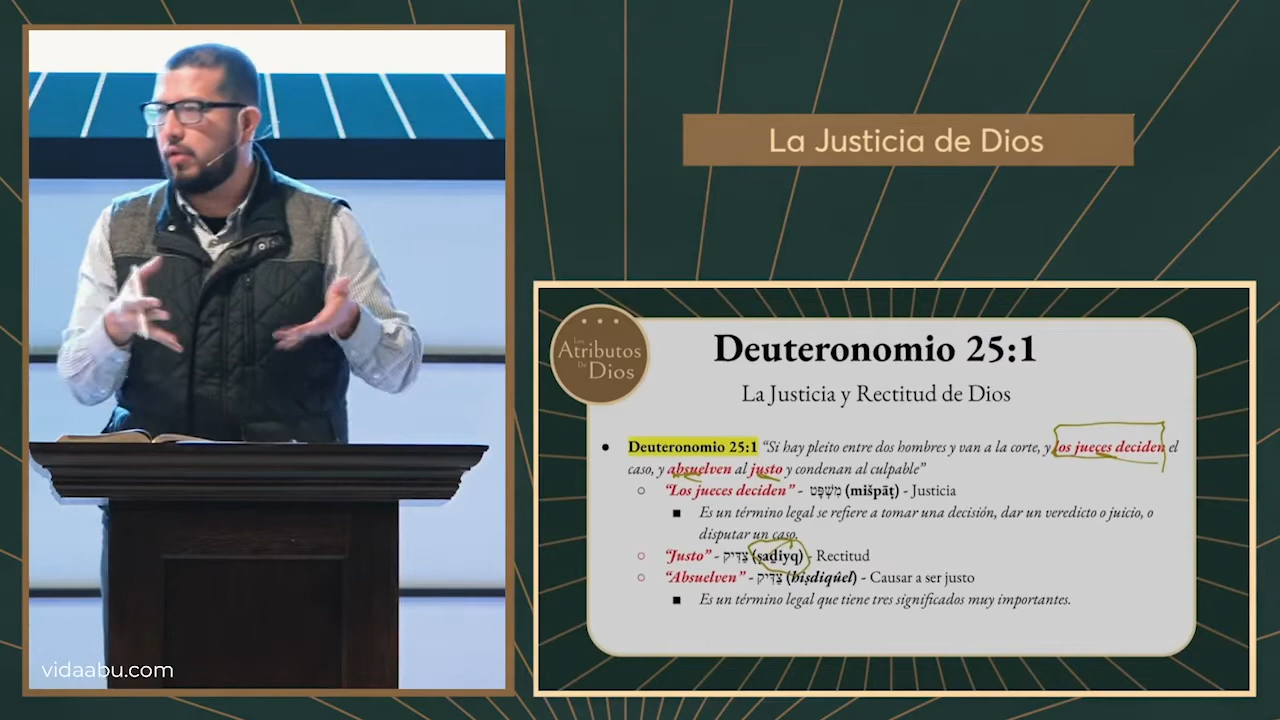 La Justicia de Dios
Los
Atributos
De
Dios
Deuteronomio 25:1
La Justicia y Rectitud de Dios
● Deuteronomio 25:1 “Si hay pleito entre dos hombres y van a la corte, y los jueces deciden el
caso, y absuelven al justo y condenan al culpable”
○ “Los jueces deciden” - מִשְׁפָּט (mišpāṭ) - Justicia
■ Es un término legal se refiere a tomar una decisión, dar un veredicto o juicio, o
disputar un caso.
○ “Justo” - צַדִּיק (ṣaḏiyq) - Rectitud
○ “Absuelven” - צַדִּיק (hiṣdiqûel) - Causar a ser justo
■ Es un término legal que tiene tres significados muy importantes.
vidaabu.com